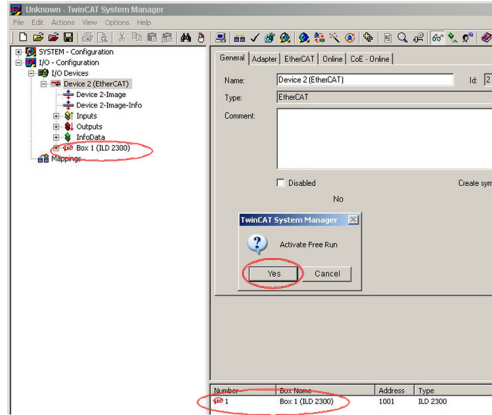 Unknown - TwinCAT System Manager
File Edit Actions View Options Help
SYSTEM - Configuration
I/O - Configuration
I/O Devices
Device 2 (EtherCAT)
Device 2-Image
Device 2-Image-Info
Inputs
Outputs
InfoData
Box 1 (ILD 2300)
Mappings
General Adapter EtherCAT Online CoE - Online
Name: Device 2 (EtherCAT) Id: 2
Type: EtherCAT
Comment:
Disabled Create sym
No
TwinCAT System Manager
Activate Free Run
Yes Cancel
Number Box Name Address Type
1 Box 1 (ILD 2300) 1001 ILD 2300